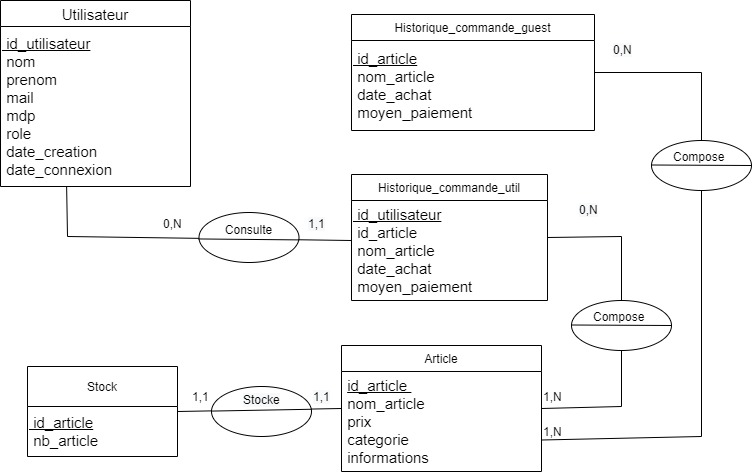 Utilisateur
id_utilisateur
nom
prenom
mail
mdp
role
date_creation
date_connexion
Historique_commande_guest
id_article
nom_article
date_achat
moyen_paiement
0,N
Compose
Historique_commande_util
id_utilisateur
id_article
nom_article
date_achat
moyen_paiement
0,N
Consulte
1,1
0,N
Compose
Stock
id_article
nb_article
1,1
Stocke
1,1
Article
id_article
nom_article
prix
categorie
informations
1,N
1,N